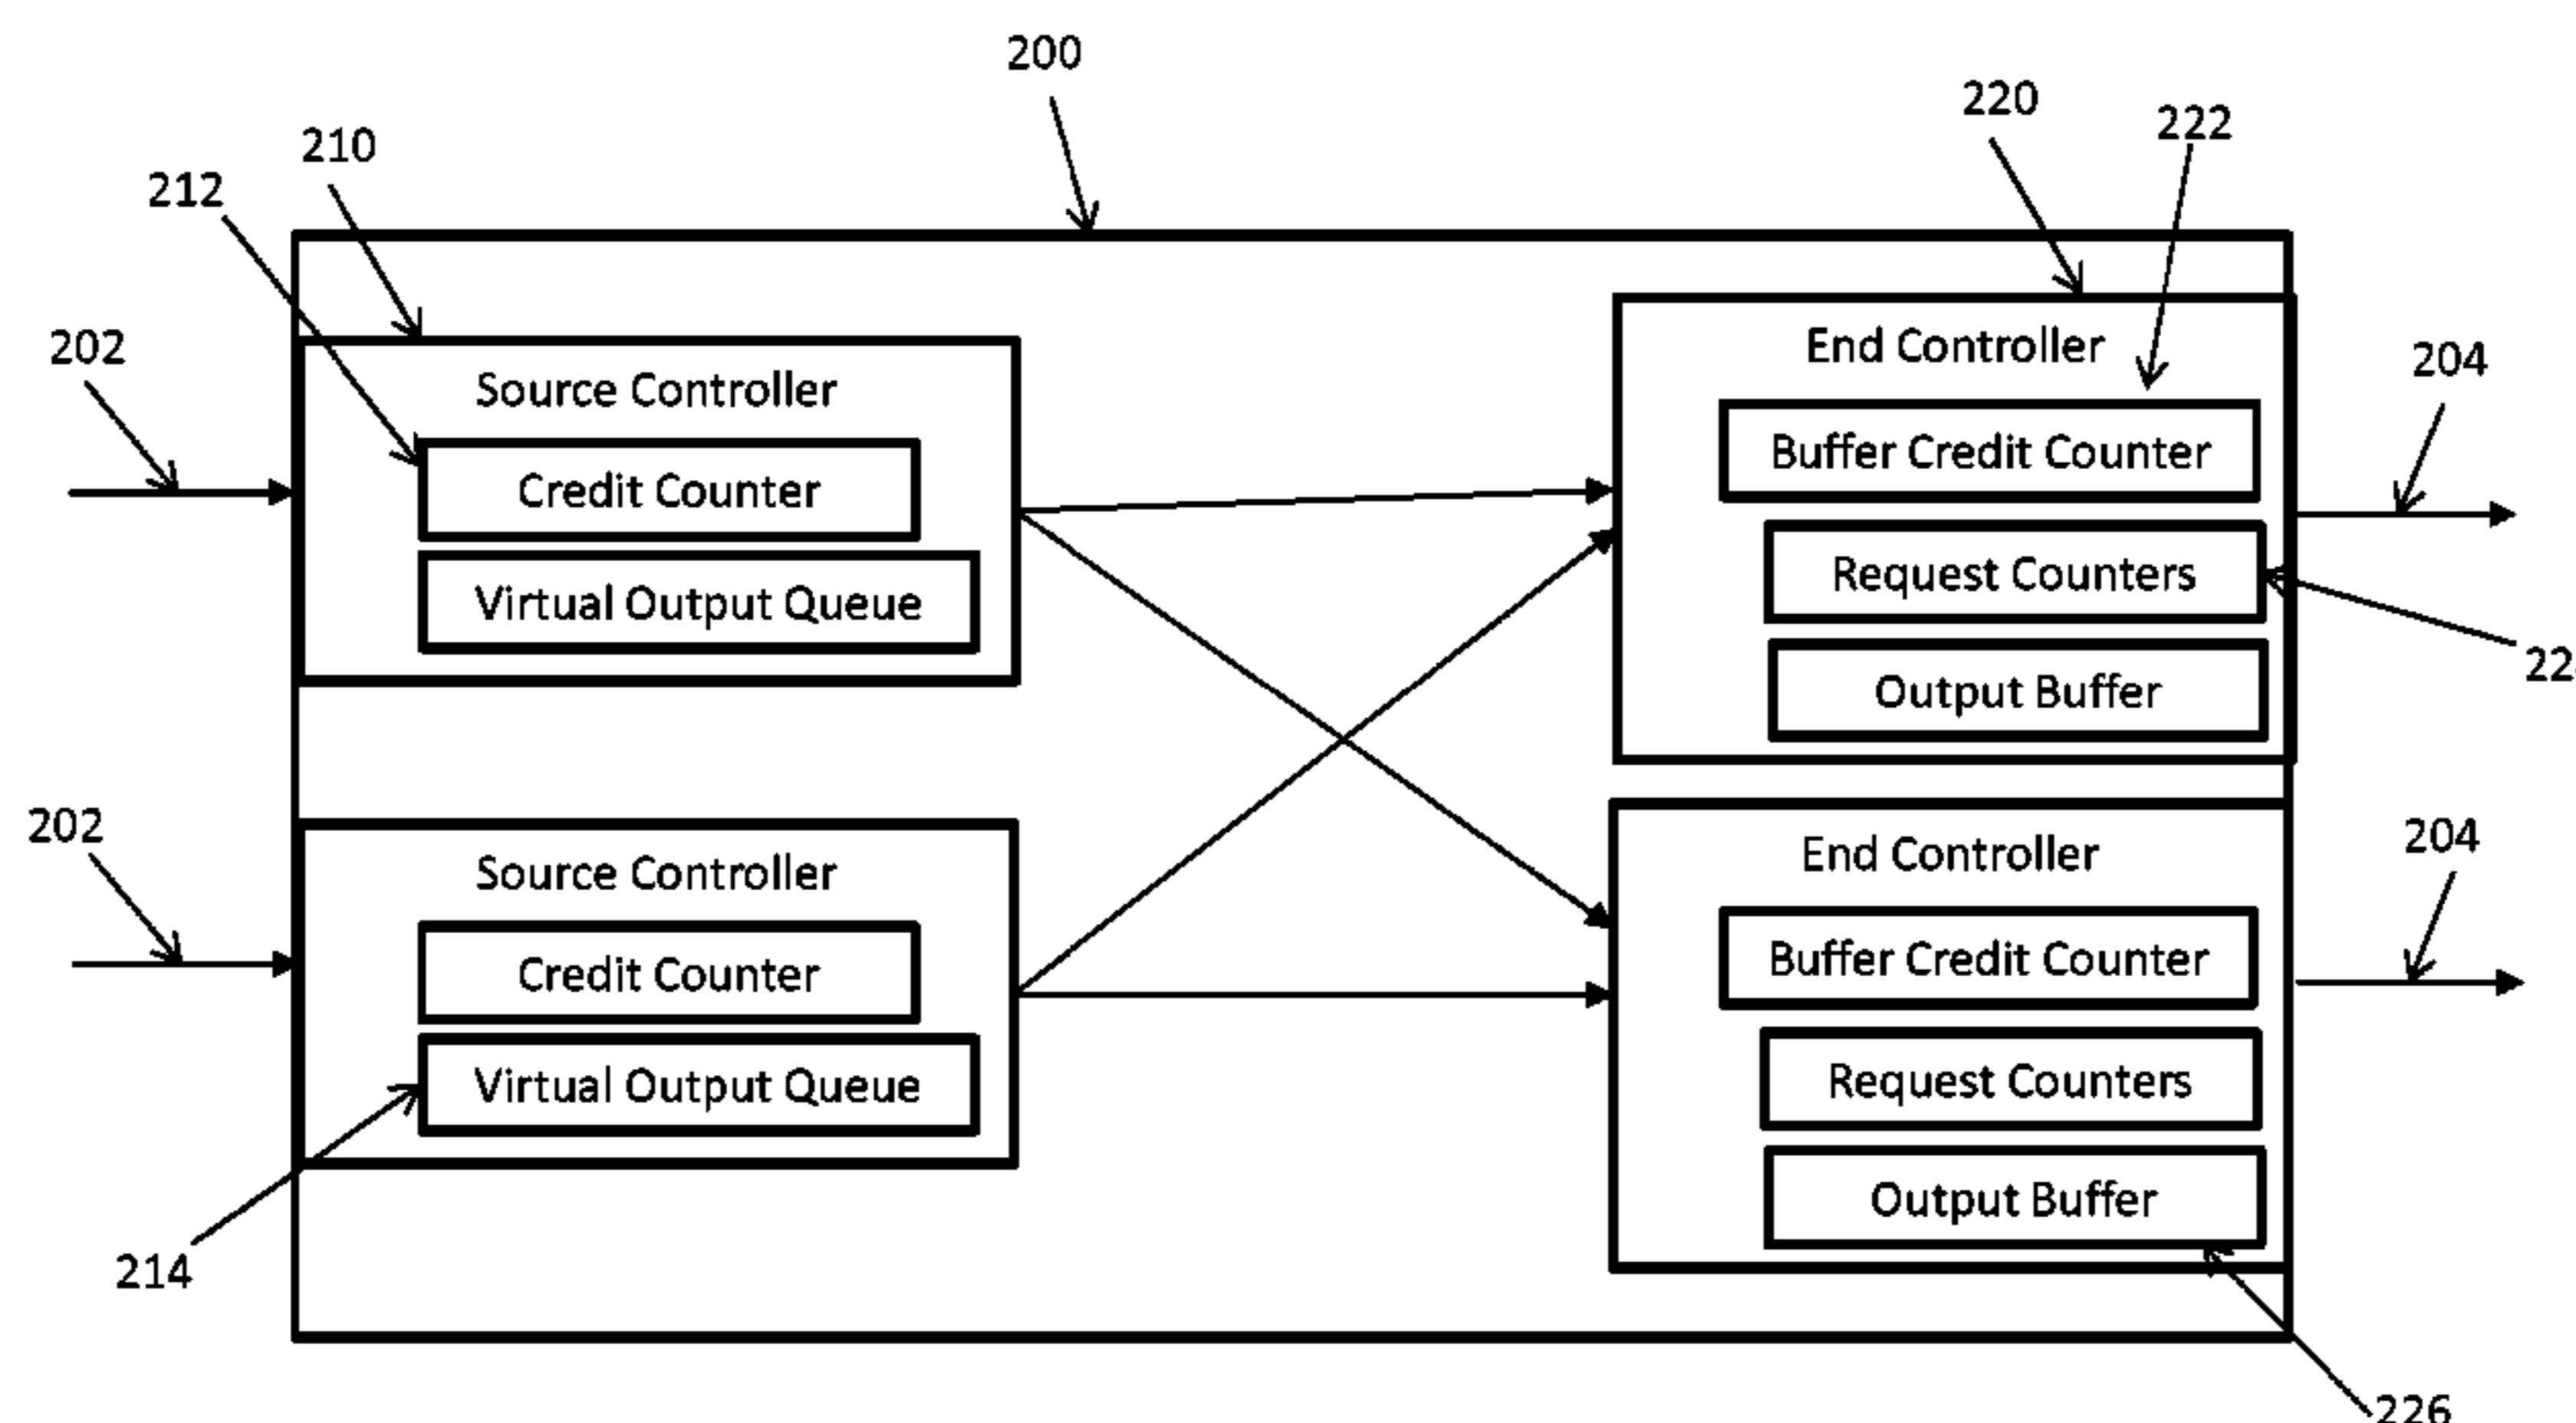 200
220
222
210
212
202
End Controller
204
Source Controller
Buffer Credit Counter
Credit Counter
Request Counters
Virtual Output Queue
Output Buffer
202
204
End Controller
Source Controller
Buffer Credit Counter
Credit Counter
Request Counters
Virtual Output Queue
Output Buffer
214
226